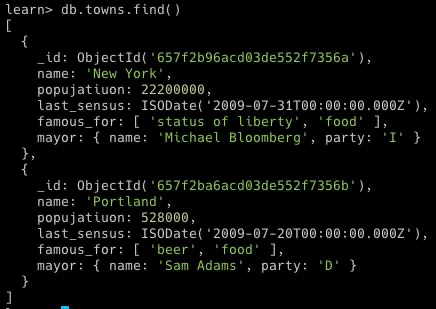 learn> db.towns.find()
[
  {
    _id: ObjectId('657f2b96acd03de552f7356a'),
    name: 'New York',
    popujatiuon: 22200000,
    last_sensus: ISODate('2009-07-31T00:00:00.000Z'),
    famous_for: [ 'status of liberty', 'food' ],
    mayor: { name: 'Michael Bloomberg', party: 'I' }
  },
  {
    _id: ObjectId('657f2ba6acd03de552f7356b'),
    name: 'Portland',
    popujatiuon: 528000,
    last_sensus: ISODate('2009-07-20T00:00:00.000Z'),
    famous_for: [ 'beer', 'food' ],
    mayor: { name: 'Sam Adams', party: 'D' }
  }
]